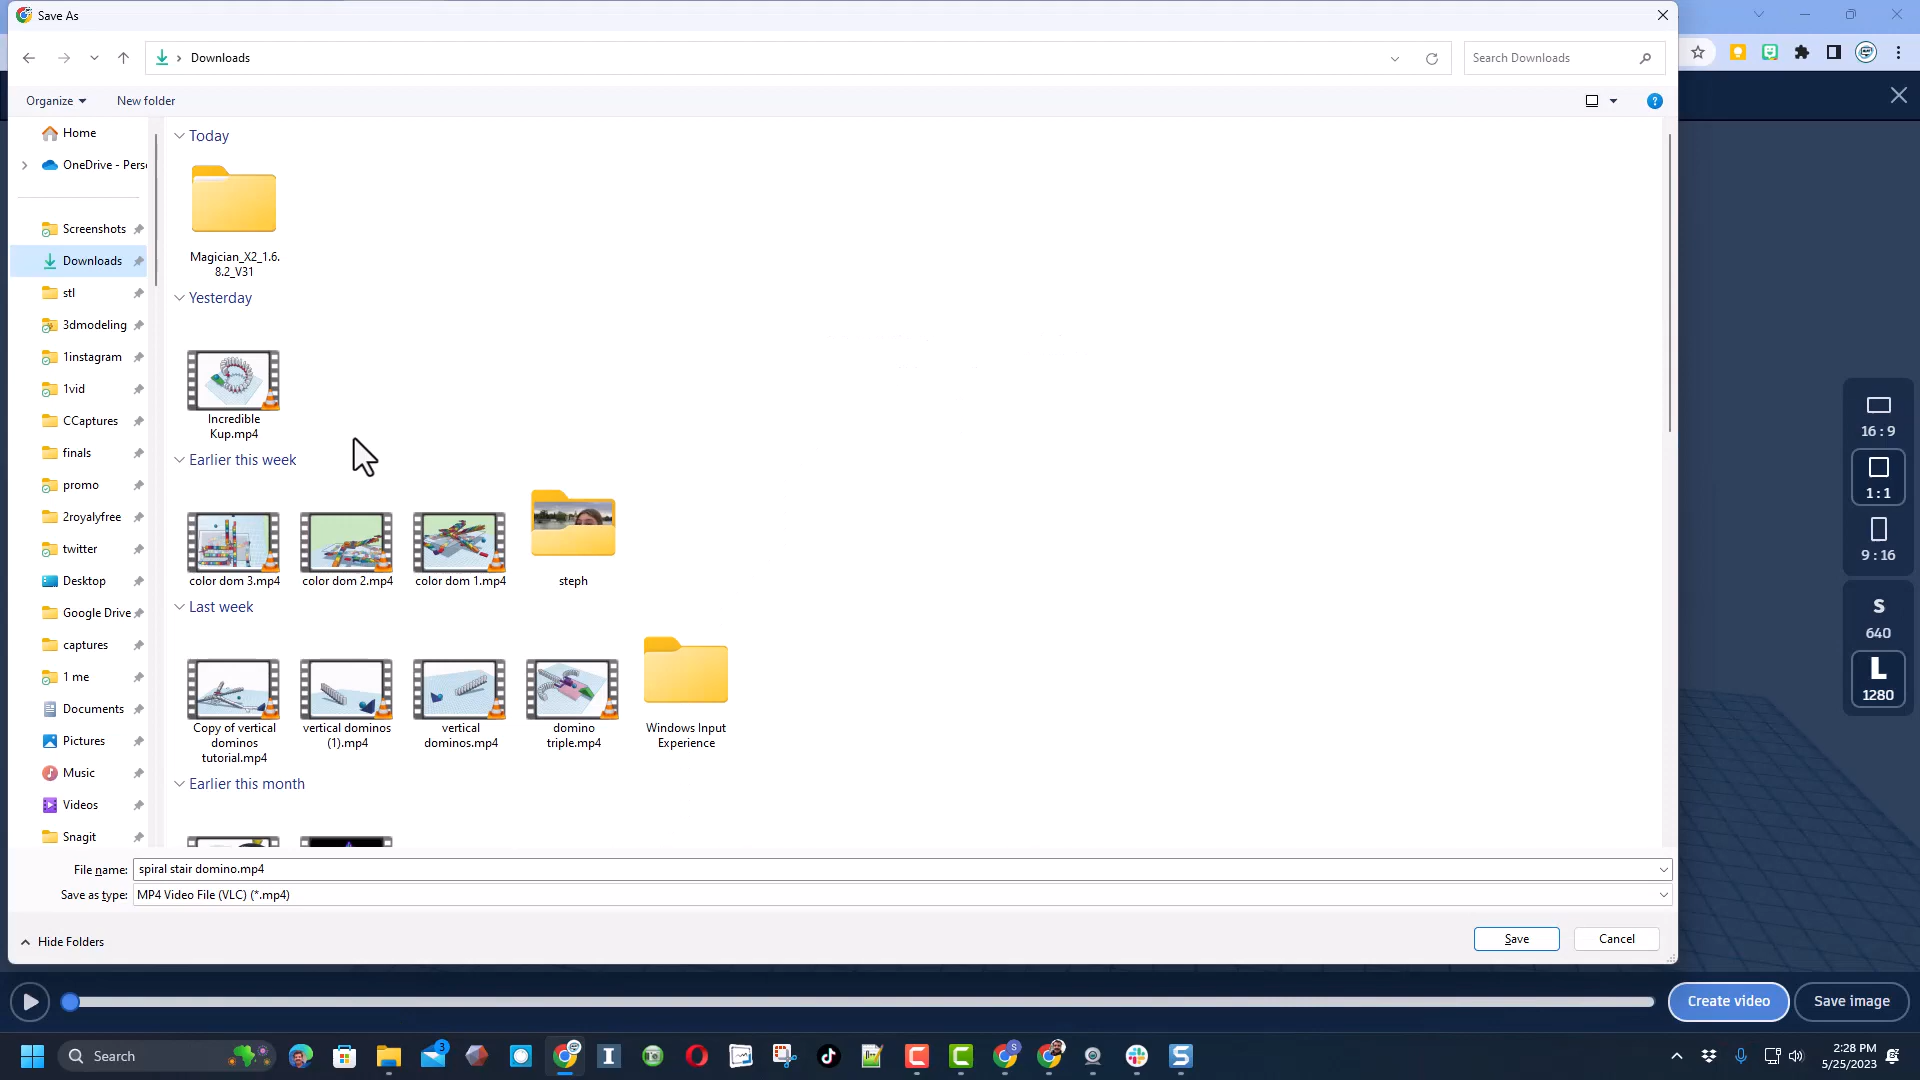 Save As
Downloads
Search Downloads
Organize
New folder
Home
OneDrive - Pers
Screenshots
Downloads
stl
3dmodeling
1instagram
1vid
CCaptures
finals
promo
2royalyfree
twitter
Desktop
Google Drive
captures
1 me
Documents
Pictures
Music
Videos
Snagit
Today
Magician_X2_1.6.
8.2_V31
Yesterday
Incredible
Kup.mp4
Earlier this week
color dom 3.mp4
color dom 2.mp4
color dom 1.mp4
steph
Last week
Copy of vertical
dominos
tutorial.mp4
vertical dominos
(1).mp4
vertical
dominos.mp4
domino
triple.mp4
Windows Input
Experience
Earlier this month
File name: spiral stair domino.mp4
Save as type: MP4 Video File (VLC) (*.mp4)
Hide Folders
Save
Cancel
16 : 9
1 : 1
9 : 16
S
640
L
1280
Create video
Save image
Search
3
S
2:28 PM
5/25/2023